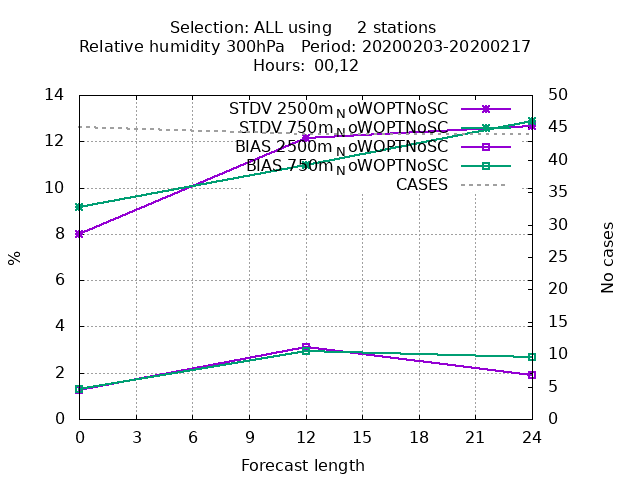 Selection: ALL using     2 stations
Relative humidity 300hPa   Period: 20200203-20200217
Hours: 00,12
14
12
10
8
6
4
2
0
%
50
45
40
35
30
25
20
15
10
5
0
No cases
STDV 2500m_NoWOPTNoSC
STDV 750m_NoWOPTNoSC
BIAS 2500m_NoWOPTNoSC
BIAS 750m_NoWOPTNoSC
CASES
0 3 6 9 12 15 18 21 24
Forecast length